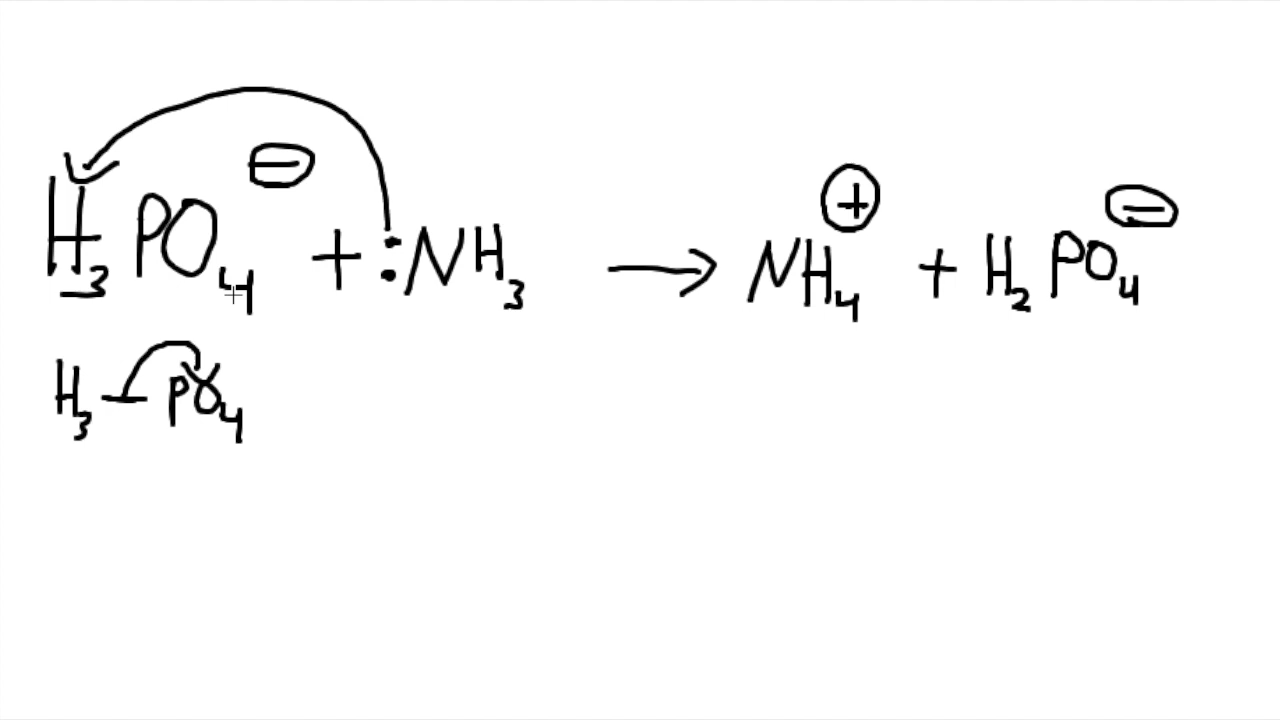 H₃PO₄⊖ + :NH₃ → NH₄⊕ + H₂PO₄⊖
H₃–PO₄